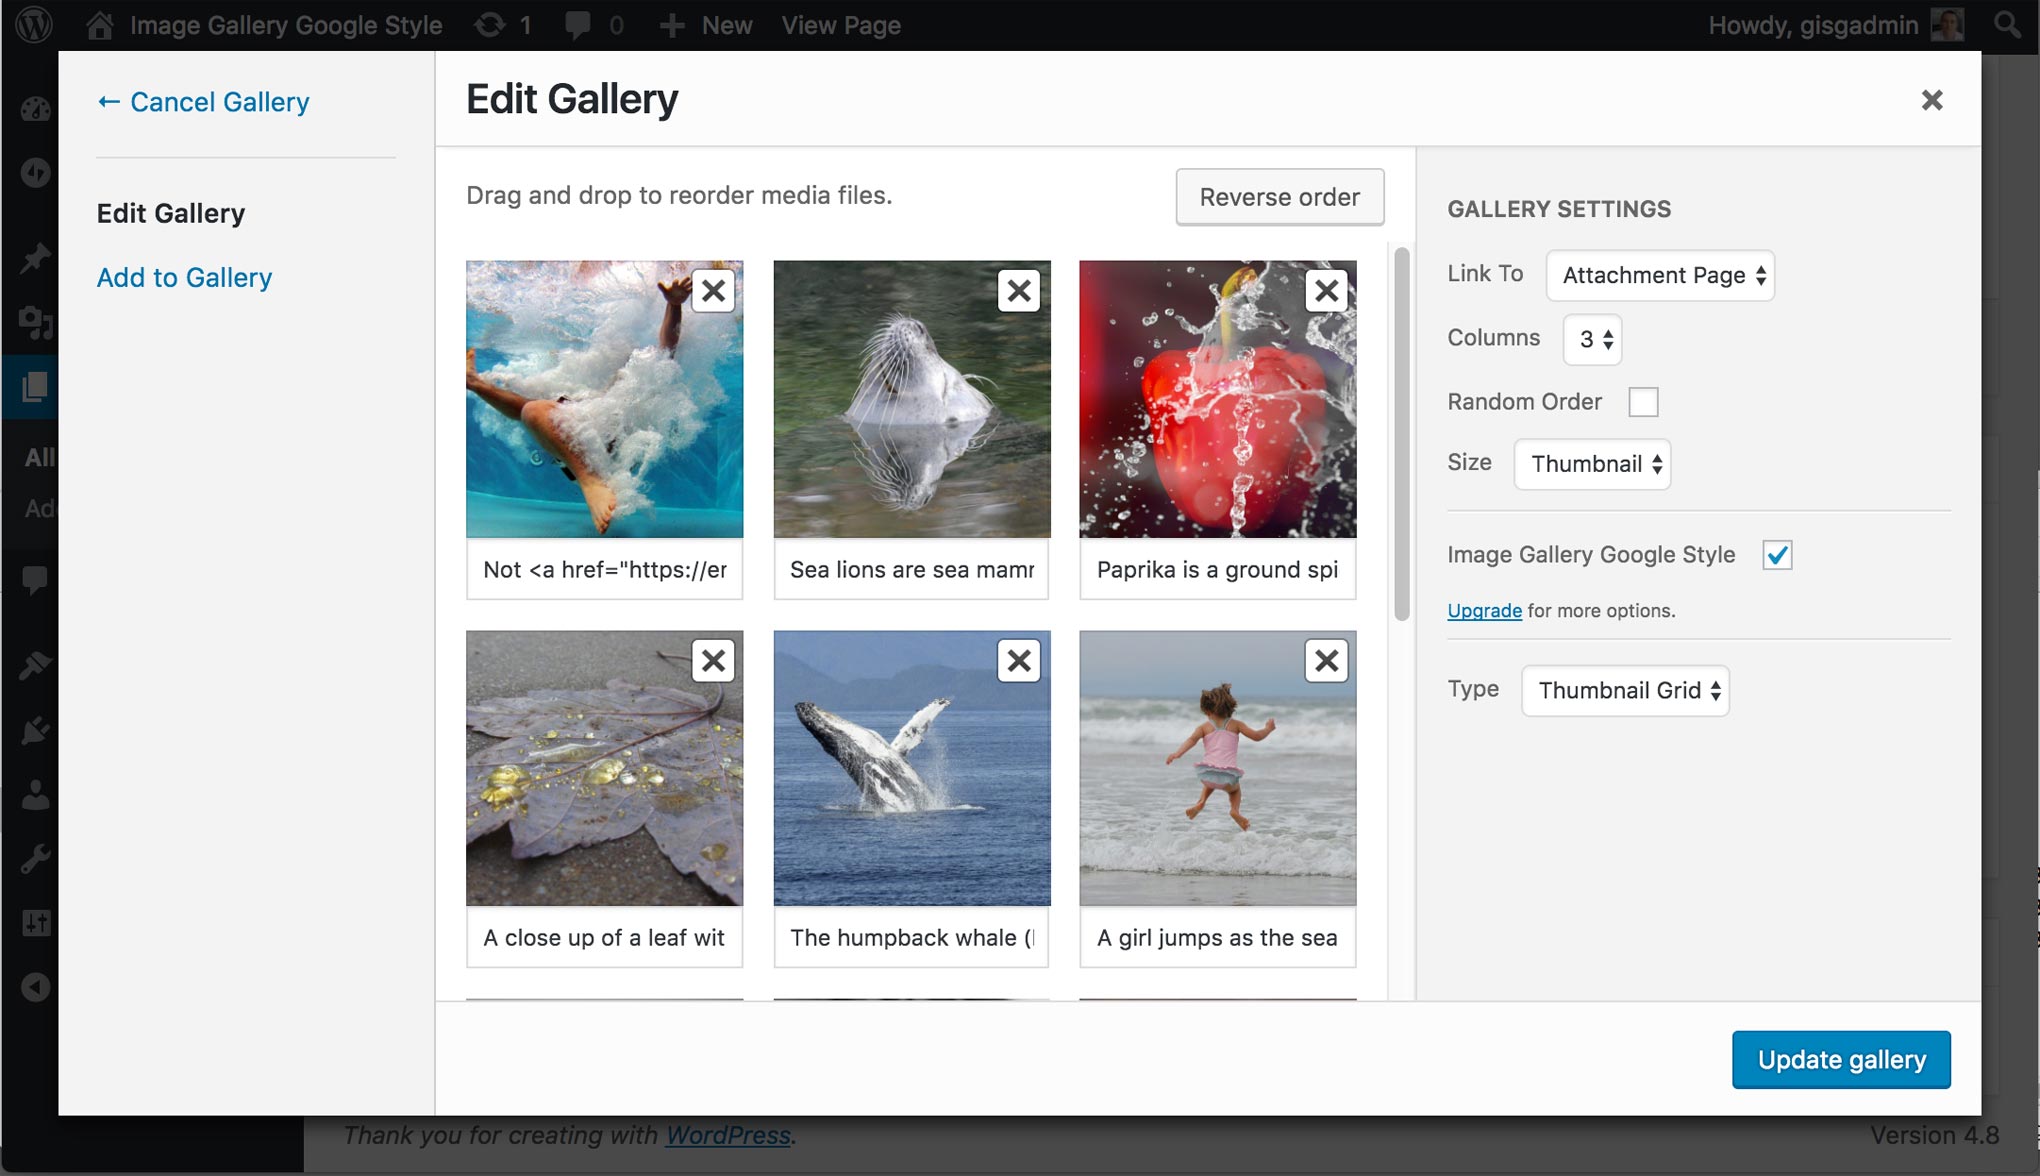 Image Gallery Google Style 1 0 New View Page Howdy, gisgadmin
← Cancel Gallery
Edit Gallery
Add to Gallery
All
Ad
Edit Gallery
Drag and drop to reorder media files.
Reverse order
Not <a href="https://er
Sea lions are sea mamr
Paprika is a ground spi
A close up of a leaf wit
The humpback whale (
A girl jumps as the sea
GALLERY SETTINGS
Link To Attachment Page
Columns 3
Random Order
Size Thumbnail
Image Gallery Google Style
Upgrade for more options.
Type Thumbnail Grid
Update gallery
Thank you for creating with WordPress.
Version 4.8